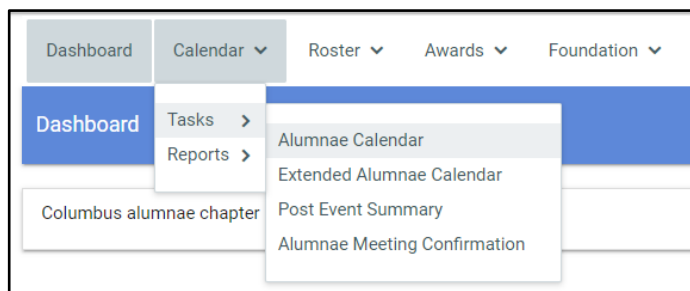 Dashboard Calendar Roster Awards Foundation
Dashboard
Tasks
Reports
Alumnae Calendar
Extended Alumnae Calendar
Post Event Summary
Alumnae Meeting Confirmation
Columbus alumnae chapter